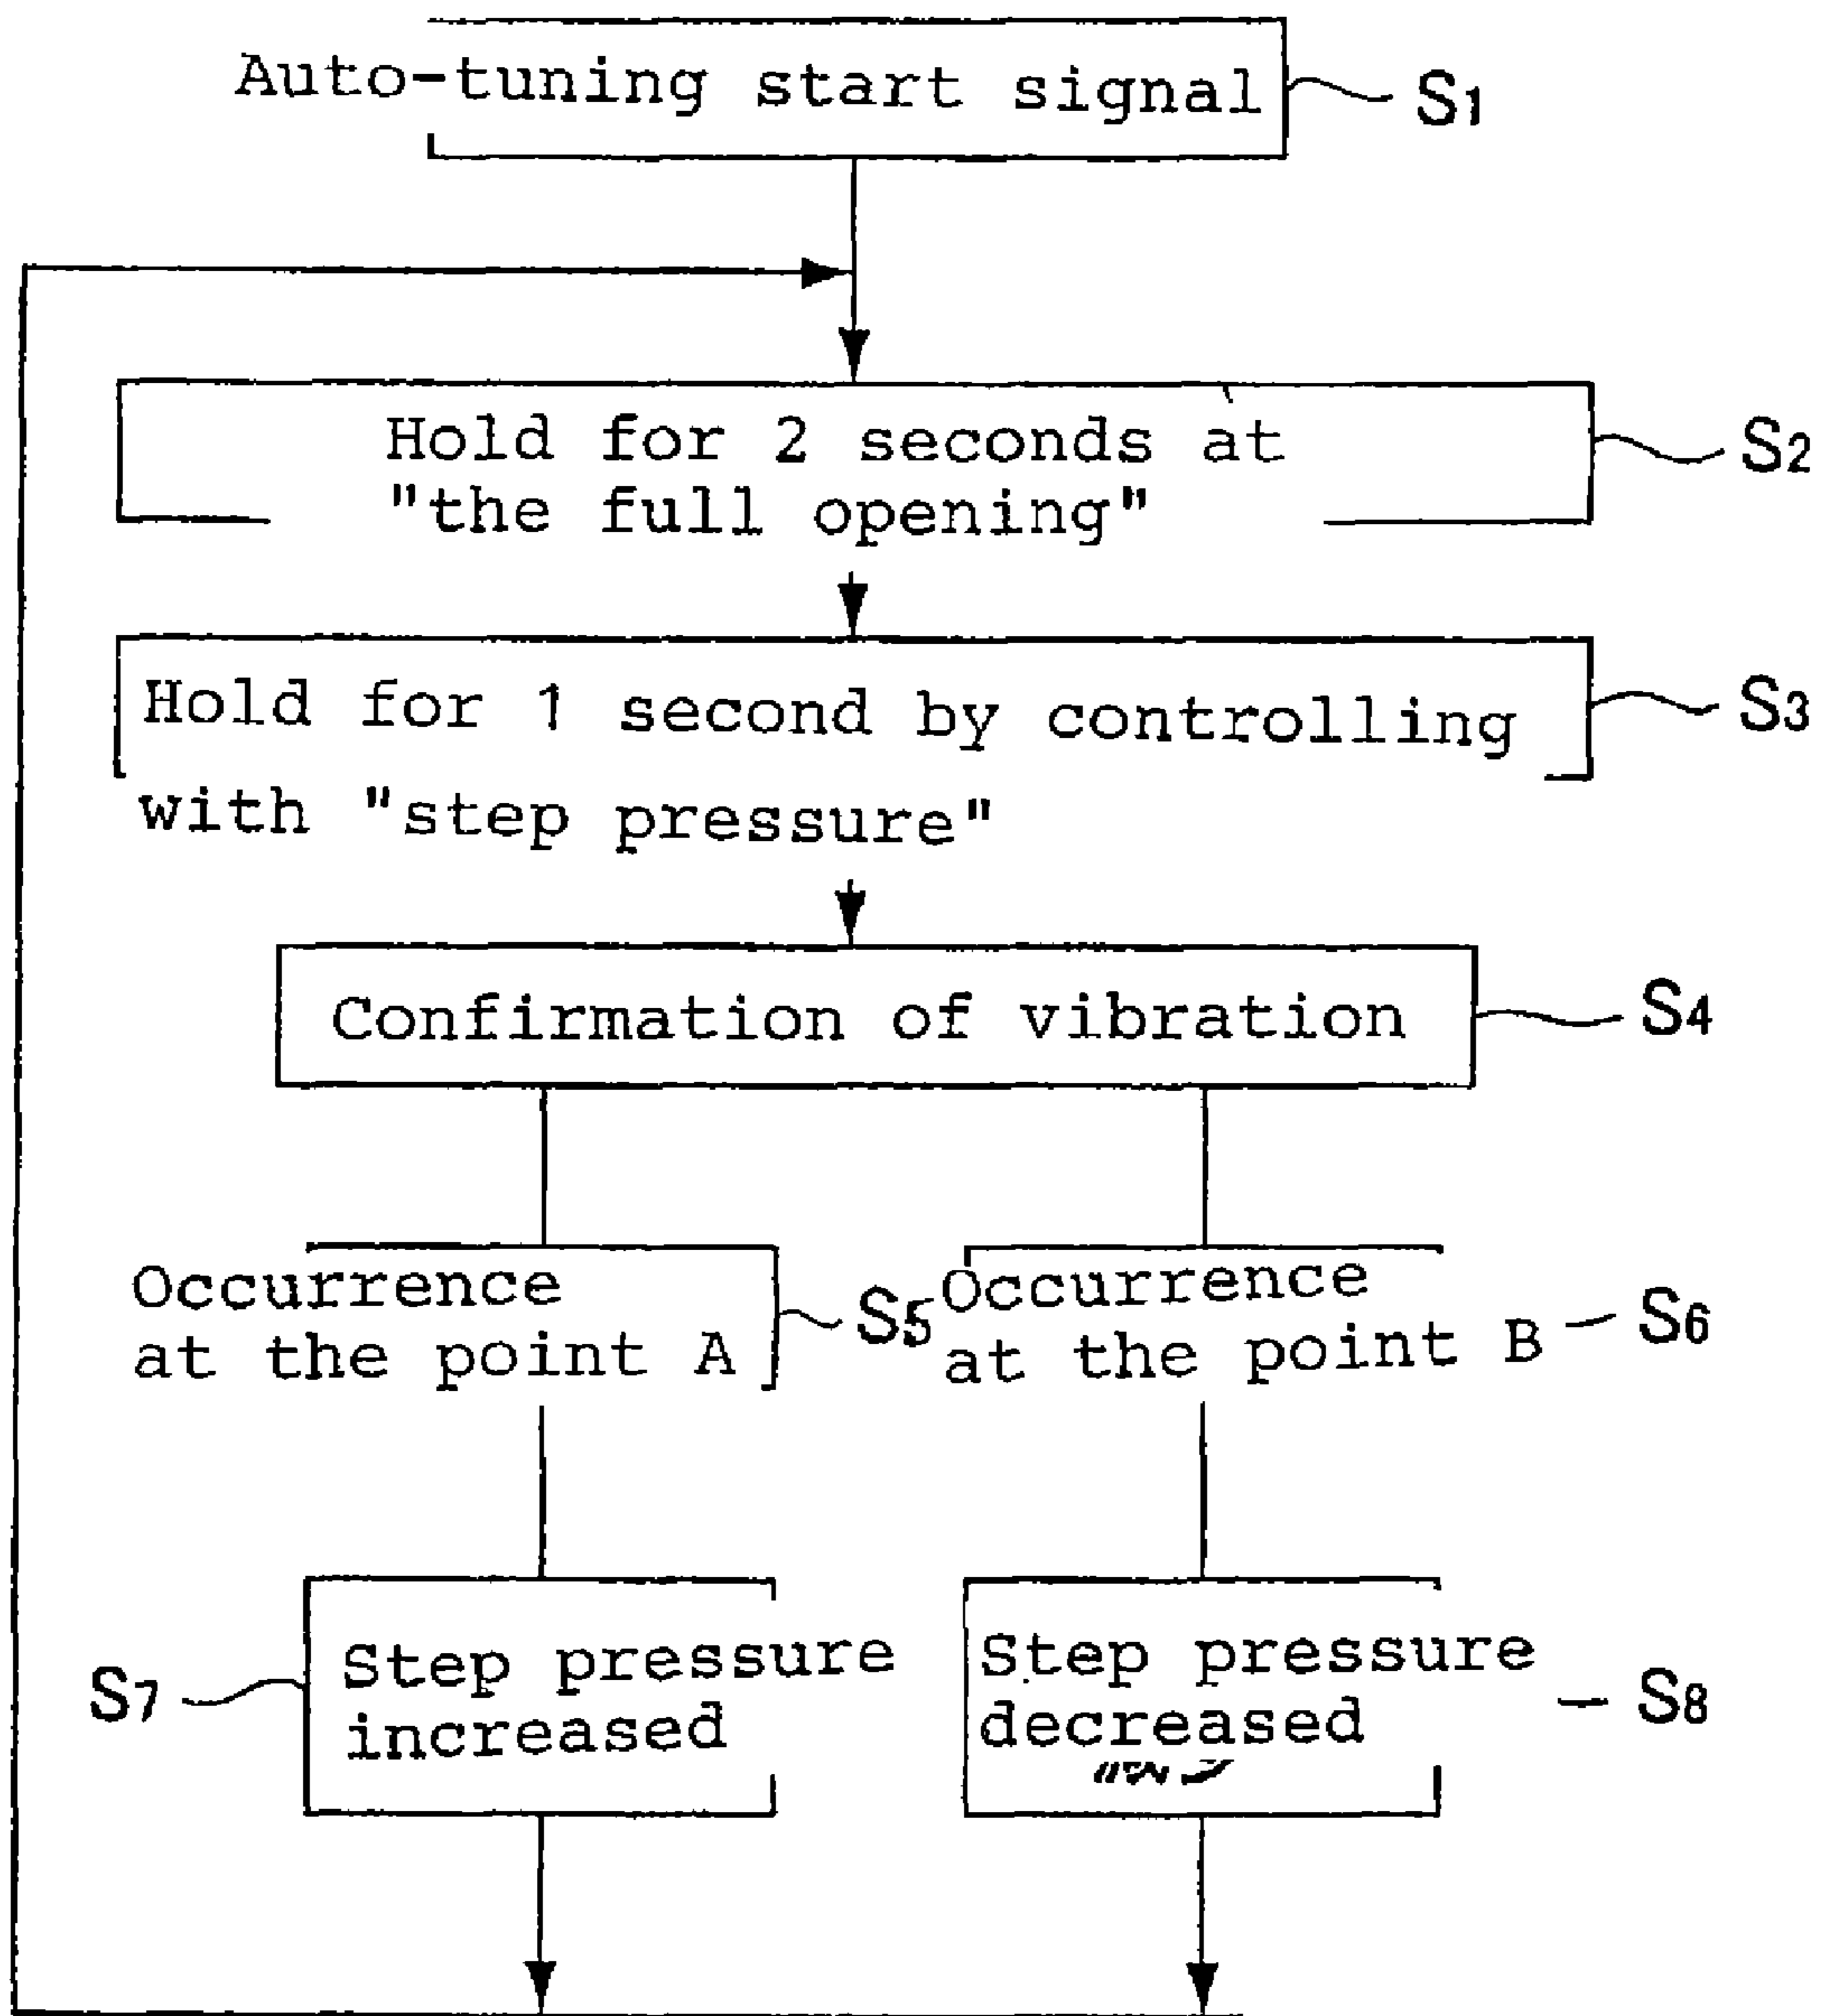 Auto-tuning start signal
S1
Hold for 2 seconds at
"the full opening"
S2
Hold for 1 second by controlling
with "step pressure"
S3
Confirmation of vibration
S4
Occurrence
at the point A
S5
Occurrence
at the point B
S6
S7
Step pressure
increased
Step pressure
decreased
S8